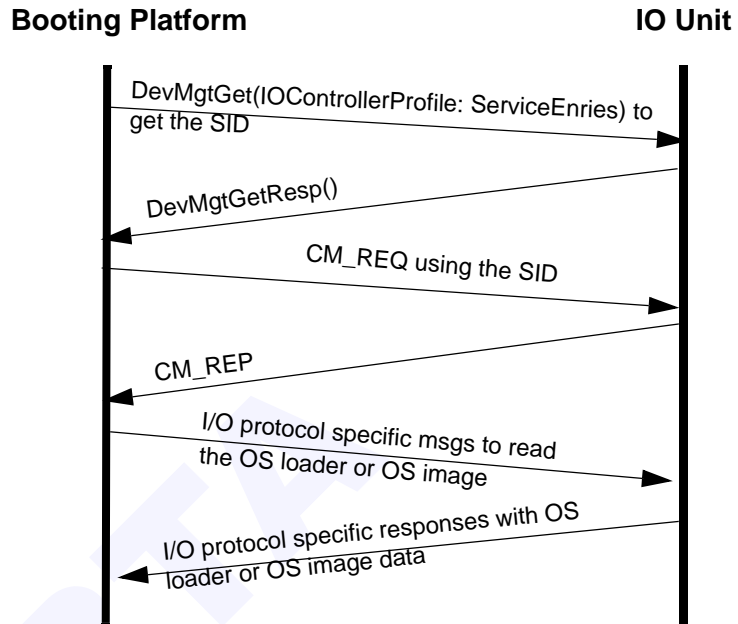 Booting Platform
IO Unit
DevMgtGet(IOControllerProfile: ServiceEnries) to
get the SID
DevMgtGetResp()
CM_REQ using the SID
CM_REP
I/O protocol specific msgs to read
the OS loader or OS image
I/O protocol specific responses with OS
loader or OS image data